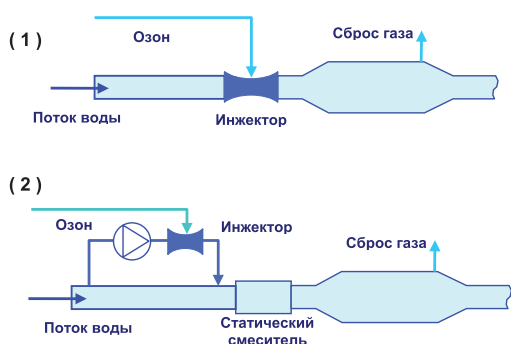 ( 1 )
Озон
Сброс газа
Поток воды
Инжектор
( 2 )
Озон
Инжектор
Сброс газа
Поток воды
Статический
смеситель